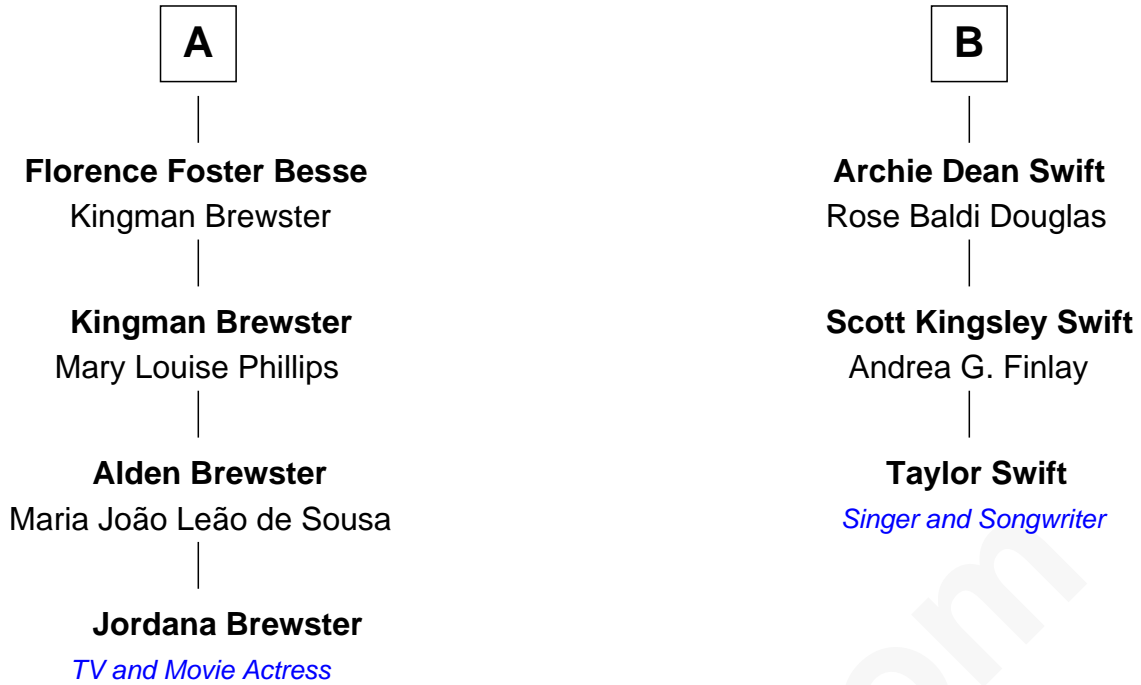 A
Florence Foster Besse
Kingman Brewster
Kingman Brewster
Mary Louise Phillips
Alden Brewster
Maria João Leão de Sousa
Jordana Brewster
TV and Movie Actress
B
Archie Dean Swift
Rose Baldi Douglas
Scott Kingsley Swift
Andrea G. Finlay
Taylor Swift
Singer and Songwriter
om